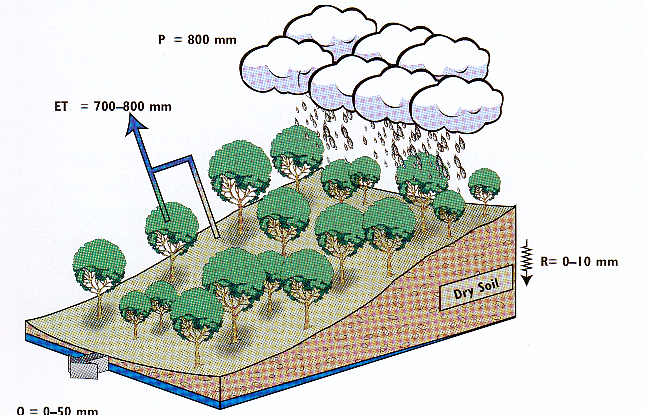 P = 800 mm
ET = 700-800 mm
R= 0-10 mm
Dry Soil
Q = 0-50 mm